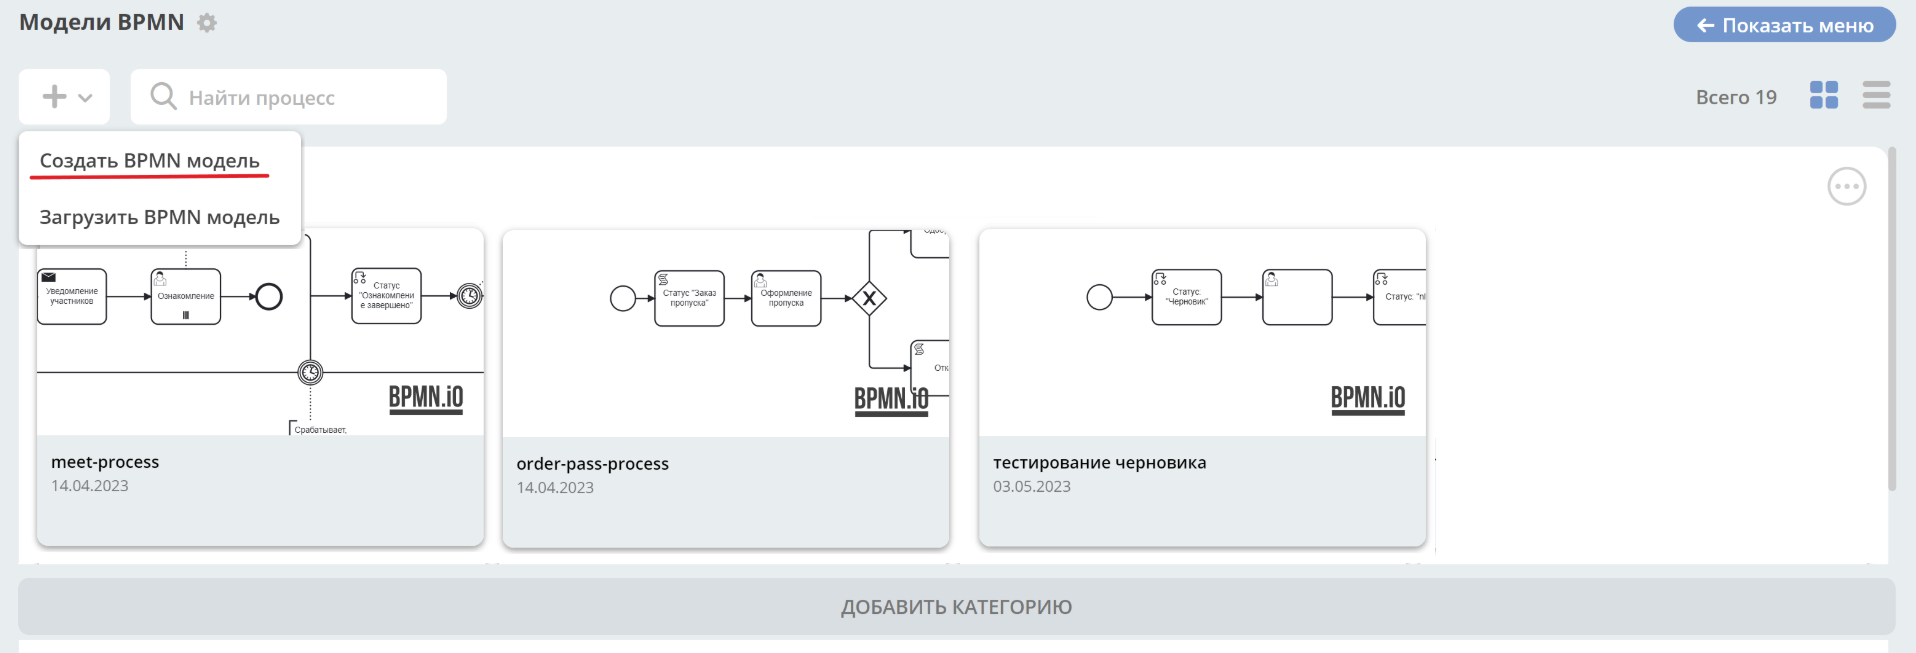 Модели BPMN
Показать меню
Найти процесс
Всего 19
Создать BPMN модель
Загрузить BPMN модель
Уведомление
участников
Ознакомление
Статус
"Ознакомлени
е завершено"
Срабатывает,
BPMN.iO
meet-process
14.04.2023
Статус "Заказ
пропуска"
Оформление
пропуска
X
BPMN.iO
order-pass-process
14.04.2023
Статус:
"Черновик"
BPMN.iO
тестирование черновика
03.05.2023
ДОБАВИТЬ КАТЕГОРИЮ